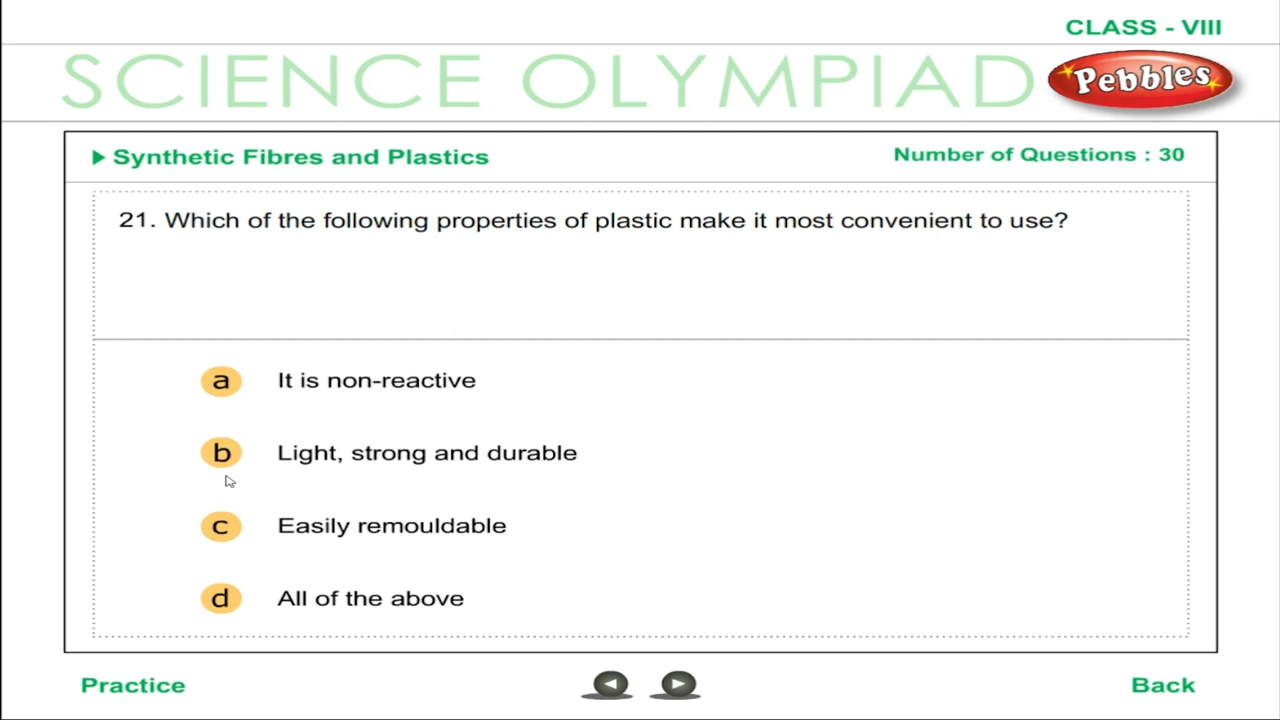 CLASS - VIII
SCIENCE OLYMPIAD
Pebbles
Synthetic Fibres and Plastics
Number of Questions : 30
21. Which of the following properties of plastic make it most convenient to use?
a It is non-reactive
b Light, strong and durable
c Easily remouldable
d All of the above
Practice
Back